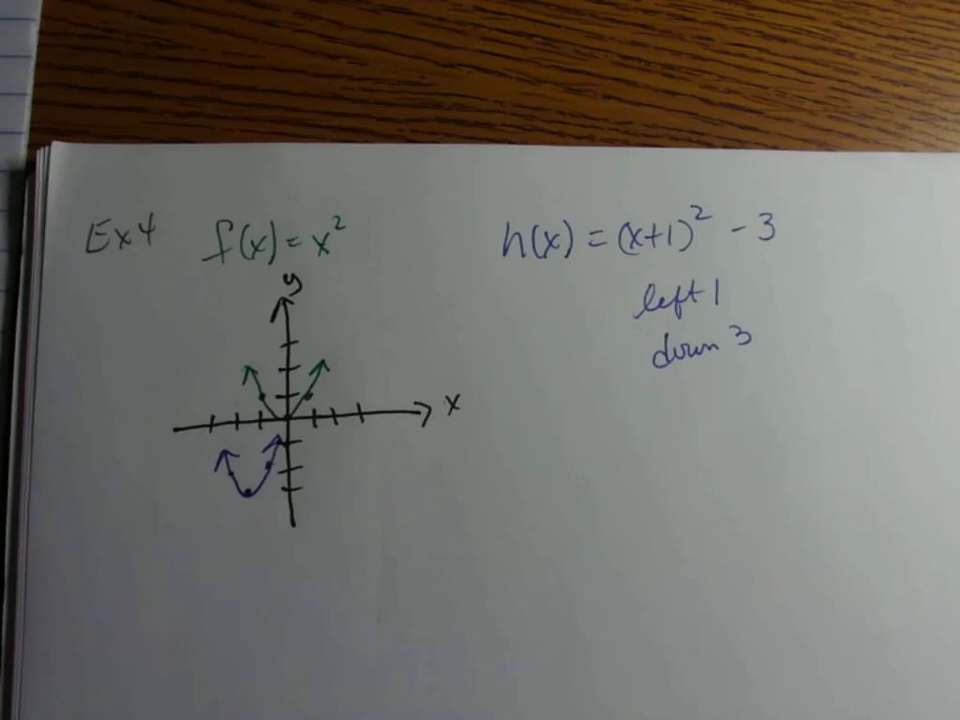 Ex 4 f(x) = x² h(x) = (x+1)² - 3
left 1
down 3
y
x